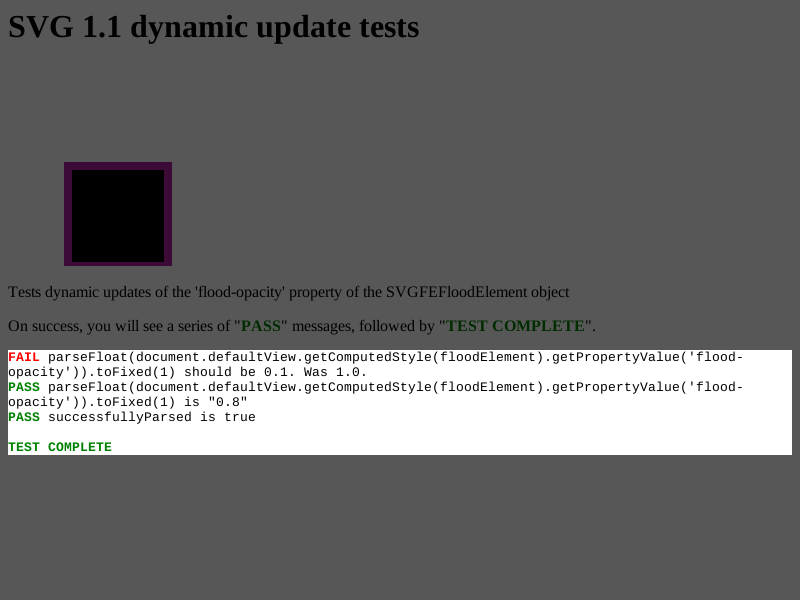 SVG 1.1 dynamic update tests
Tests dynamic updates of the 'flood-opacity' property of the SVGFEFloodElement object
On success, you will see a series of "PASS" messages, followed by "TEST COMPLETE".
FAIL parseFloat(document.defaultView.getComputedStyle(floodElement).getPropertyValue('flood-
opacity')).toFixed(1) should be 0.1. Was 1.0.
PASS parseFloat(document.defaultView.getComputedStyle(floodElement).getPropertyValue('flood-
opacity')).toFixed(1) is "0.8"
PASS successfullyParsed is true
TEST COMPLETE